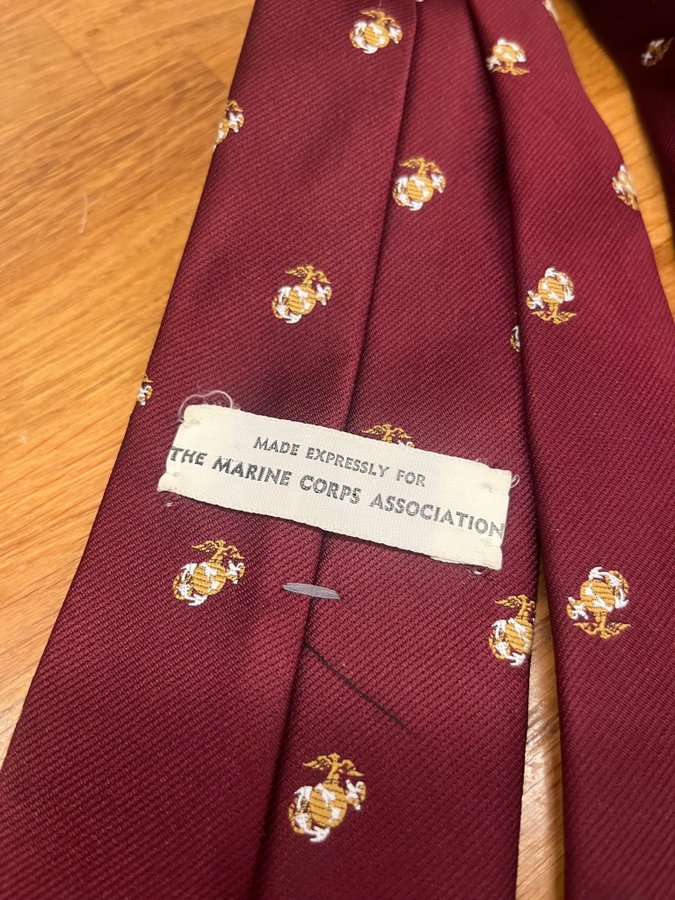 MADE EXPRESSLY FOR
THE MARINE CORPS ASSOCIATION